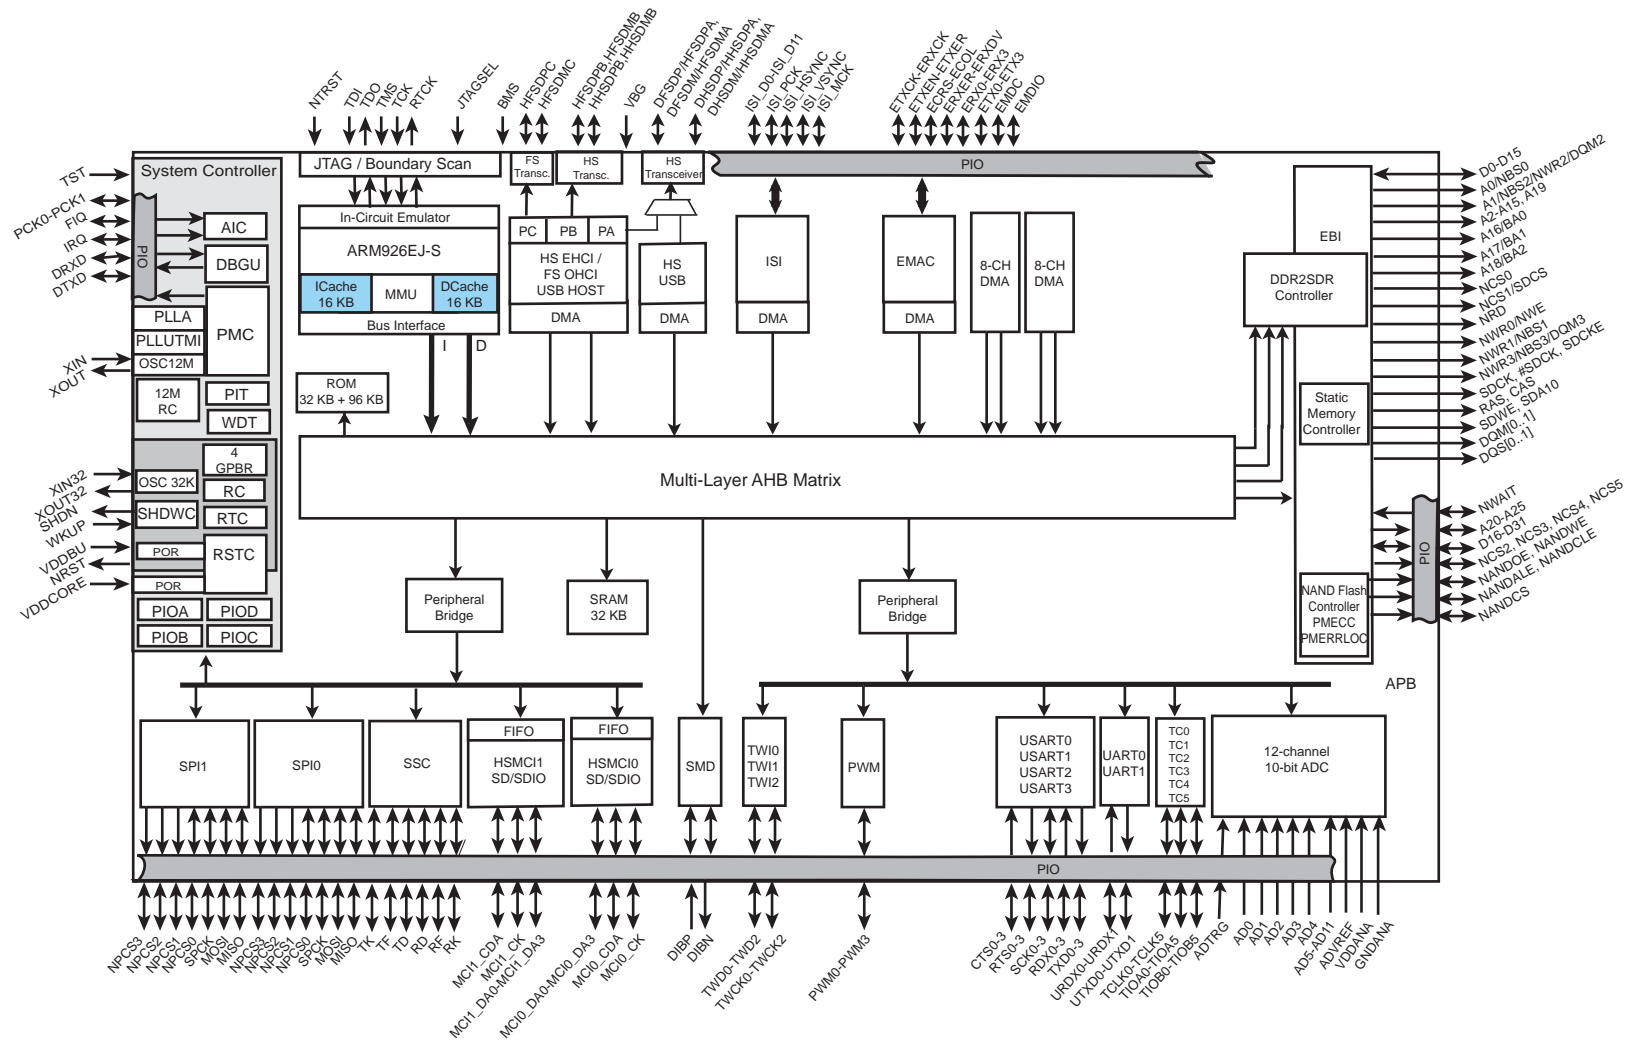 NTRST
TDI
TDO
TMS
TCK
RTCK
JTAGSEL
BMS
HFSDPC
HFSDMC
HFSDPB,HFSDMB
HHSDPB,HHSDMB
VBG
DFSDP/HFSDPA,
DFSDM/HFSDMA
DHSDP/HHSDPA,
DHSDM/HHSDMA
ISI_D0-ISI_D11
ISI_PCK
ISI_HSYNC
ISI_VSYNC
ISI_MCK
ETXCK-ERXCK
ETXEN-ETXER
ECRS-ECOL
ERXER-ERXDV
ERX0-ERX3
ETX0-ETX3
EMDC
EMDIO
System Controller
JTAG / Boundary Scan
FS
Transc.
HS
Transc.
HS
Transceiver
PIO
TST
PCK0-PCK1
FIQ
IRQ
DRXD
DTXD
PIO
AIC
DBGU
PLLA
PLLUTMI
OSC12M
PMC
XIN
XOUT
12M
RC
PIT
WDT
4
GPBR
OSC 32K
RC
SHDWC
RTC
POR
RSTC
POR
XIN32
XOUT32
SHDN
WKUP
VDDBU
NRST
VDDCORE
PIOA
PIOD
PIOB
PIOC
In-Circuit Emulator
ARM926EJ-S
ICache
16 KB
MMU
DCache
16 KB
Bus Interface
I
D
PC
PB
PA
HS EHCI /
FS OHCI
USB HOST
DMA
HS
USB
DMA
ISI
DMA
EMAC
DMA
8-CH
DMA
8-CH
DMA
ROM
32 KB + 96 KB
Multi-Layer AHB Matrix
EBI
DDR2SDR
Controller
Static
Memory
Controller
NAND Flash
Controller
PMECC
PMERRLOC
D0-D15
A0/NBS0
A1/NBS2/NWR2/DQM2
A2-A15, A19
A16/BA0
A17/BA1
A18/BA2
NCS0
NCS1/SDCS
NRD
NWR0/NWE
NWR1/NBS1
NWR3/NBS3/DQM3
SDCK, #SDCK, SDCKE
RAS, CAS
SDWE, SDA10
DQM[0..1]
DQS[0..1]
PIO
NWAIT
A20-A25
D16-D31
NCS2, NCS3, NCS4, NCS5
NANDOE, NANDWE
NANDALE, NANDCLE
NANDCS
Peripheral
Bridge
SRAM
32 KB
Peripheral
Bridge
APB
SPI1
SPI0
SSC
FIFO
HSMCI1
SD/SDIO
FIFO
HSMCI0
SD/SDIO
SMD
TWI0
TWI1
TWI2
PWM
USART0
USART1
USART2
USART3
UART0
UART1
TC0
TC1
TC2
TC3
TC4
TC5
12-channel
10-bit ADC
PIO
NPCS3
NPCS2
NPCS1
NPCS0
SPCK
MOSI
MISO
NPCS3
NPCS2
NPCS1
NPCS0
SPCK
MOSI
MISO
TK
TF
TD
RD
RF
RK
MCI1_CDA
MCI1_CK
MCI1_DA0-MCI1_DA3
MCI0_DA0-MCI0_DA3
MCI0_CDA
MCI0_CK
DIBP
DIBN
TWD0-TWD2
TWCK0-TWCK2
PWM0-PWM3
CTS0-3
RTS0-3
SCK0-3
RDX0-3
TXD0-3
URDX0-URDX1
UTXD0-UTXD1
TCLK0-TCLK5
TIOA0-TIOA5
TIOB0-TIOB5
ADTRG
AD0
AD1
AD2
AD3
AD4
AD5-AD11
ADVREF
VDDANA
GNDANA